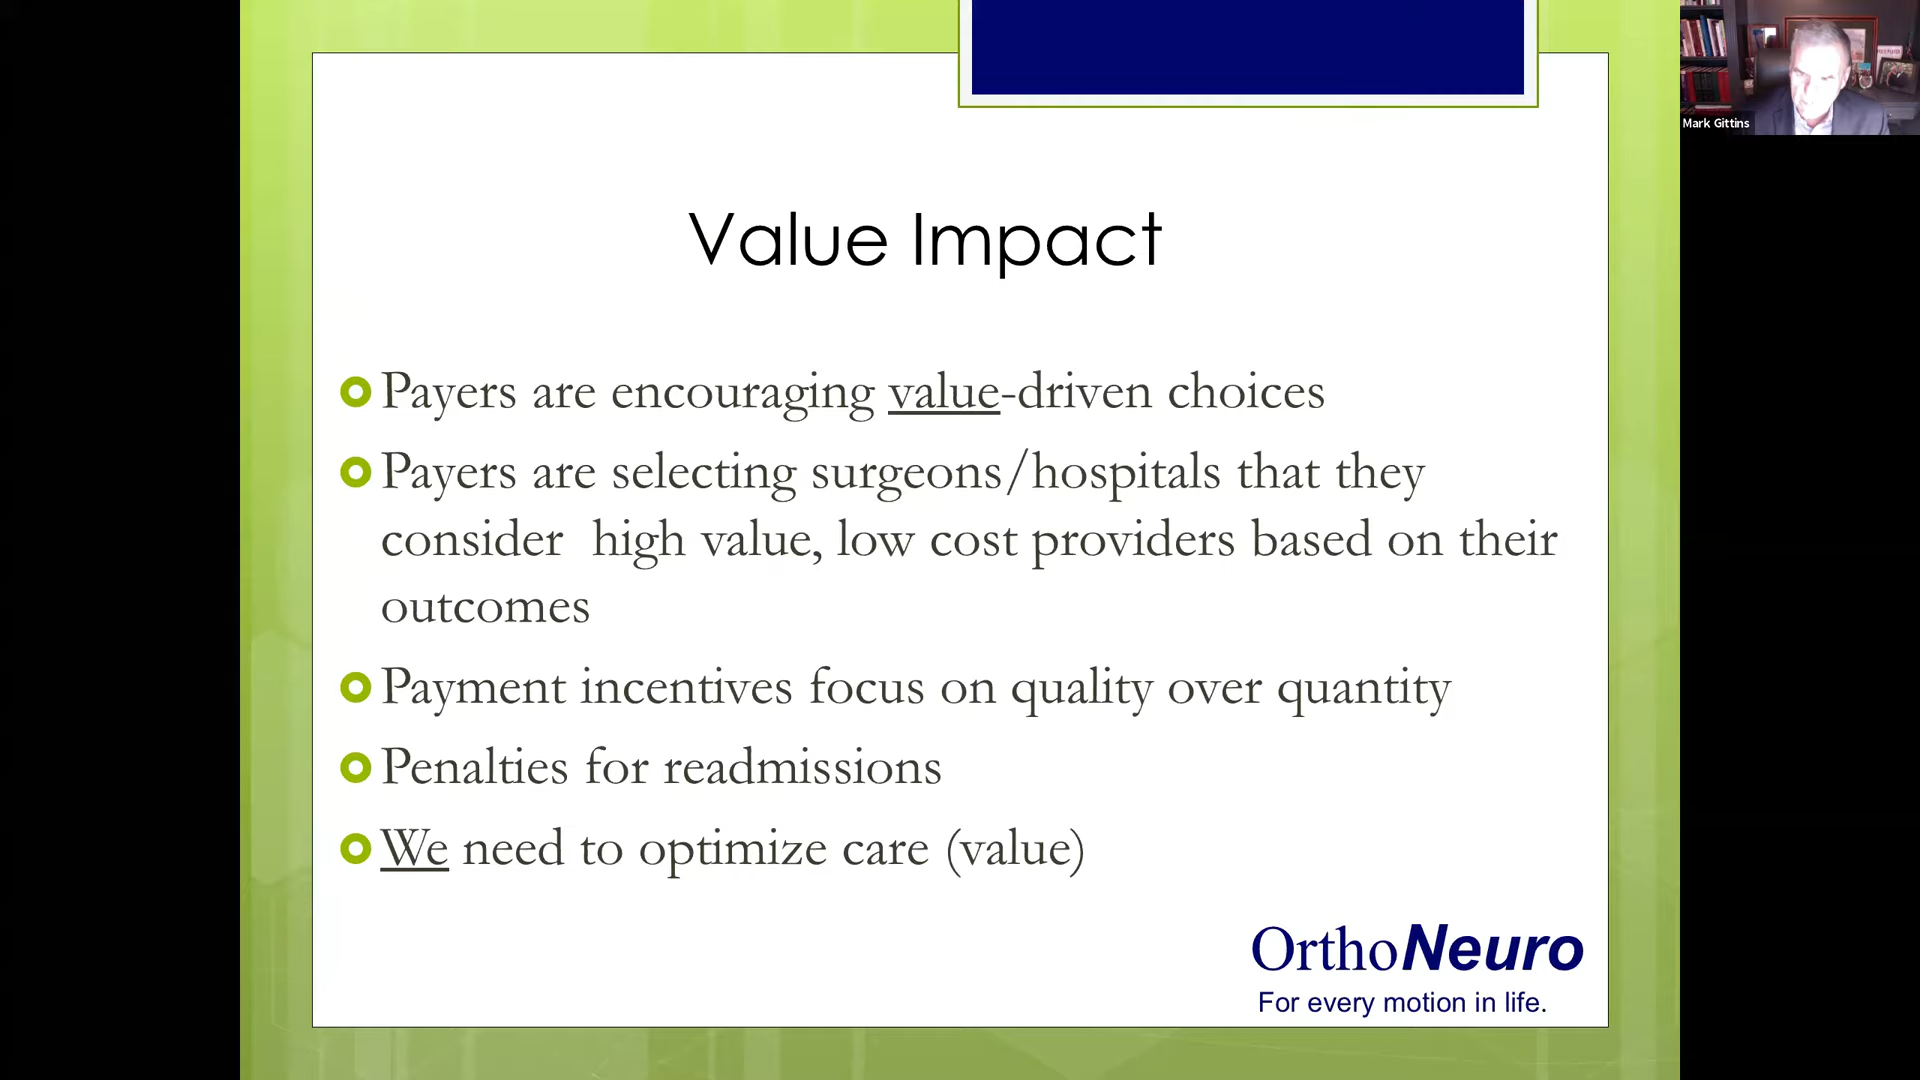 Mark Gittins
Value Impact
Payers are encouraging value-driven choices
Payers are selecting surgeons/hospitals that they
consider  high value, low cost providers based on their
outcomes
Payment incentives focus on quality over quantity
Penalties for readmissions
We need to optimize care (value)
OrthoNeuro
For every motion in life.